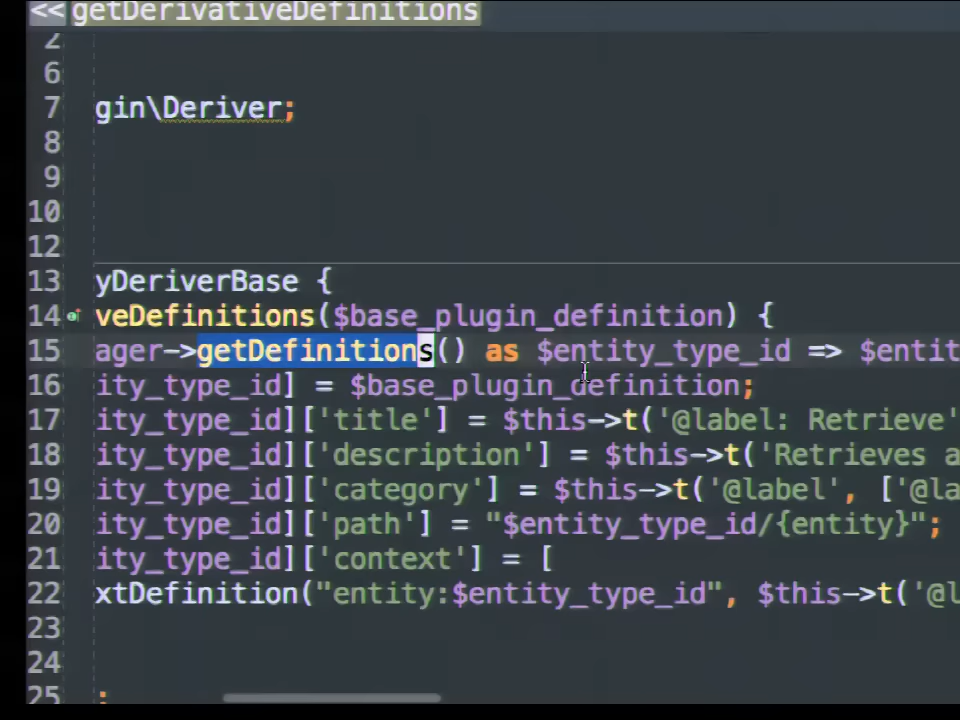 << getDerivativeDefinitions
2
6
7 gin\Deriver;
8
9
10
12
13 yDeriverBase {
14 veDefinitions($base_plugin_definition) {
15 ager->getDefinitions() as $entity_type_id => $entit
16 ity_type_id] = $base_plugin_definition;
17 ity_type_id]['title'] = $this->t('@label: Retrieve'
18 ity_type_id]['description'] = $this->t('Retrieves a
19 ity_type_id]['category'] = $this->t('@label', ['@la
20 ity_type_id]['path'] = "$entity_type_id/{entity}";
21 ity_type_id]['context'] = [
22 xtDefinition("entity:$entity_type_id", $this->t('@l
23
24
25 ;